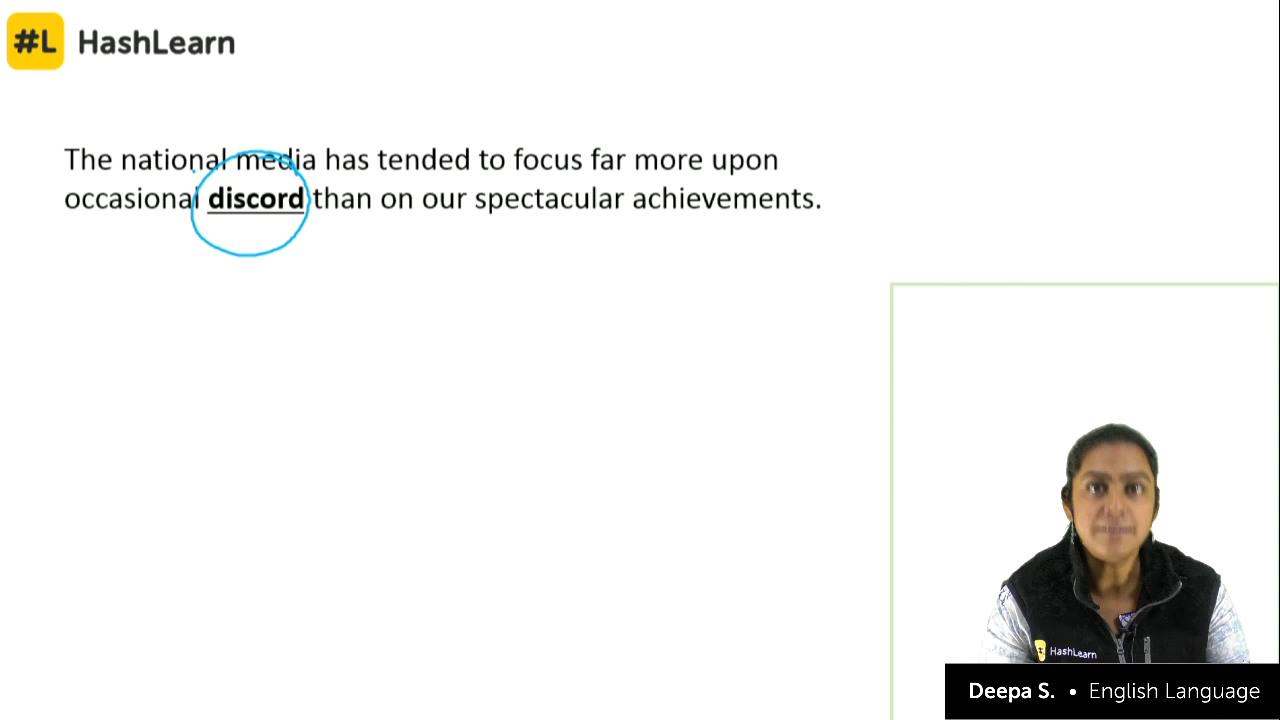 #L HashLearn
The national media has tended to focus far more upon
occasional discord than on our spectacular achievements.
# HashLearn
Deepa S. • English Language